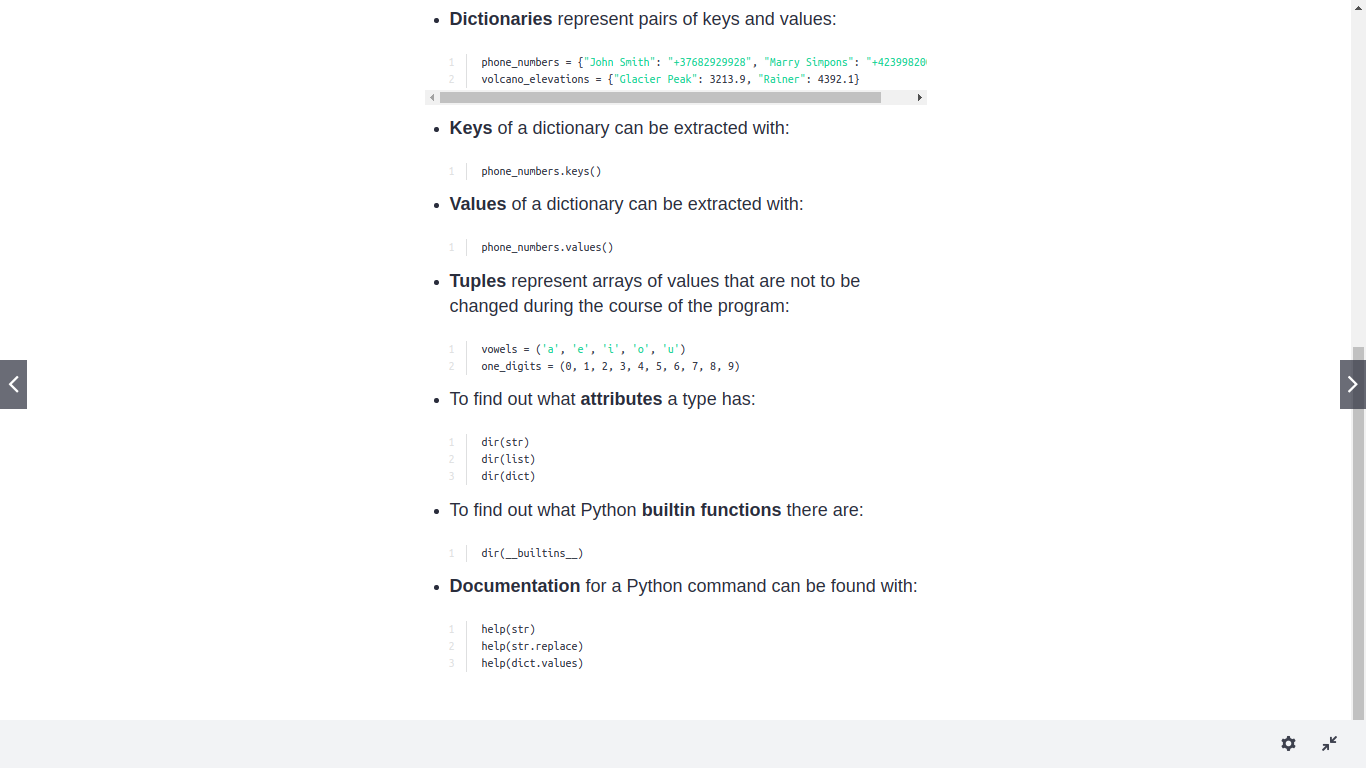 Dictionaries represent pairs of keys and values:
1 phone_numbers = {"John Smith": "+37682929928", "Marry Simpons": "+42399820
2 volcano_elevations = {"Glacier Peak": 3213.9, "Rainer": 4392.1}
Keys of a dictionary can be extracted with:
1 phone_numbers.keys()
Values of a dictionary can be extracted with:
1 phone_numbers.values()
Tuples represent arrays of values that are not to be
changed during the course of the program:
1 vowels = ('a', 'e', 'i', 'o', 'u')
2 one_digits = (0, 1, 2, 3, 4, 5, 6, 7, 8, 9)
To find out what attributes a type has:
1 dir(str)
2 dir(list)
3 dir(dict)
To find out what Python builtin functions there are:
1 dir(__builtins__)
Documentation for a Python command can be found with:
1 help(str)
2 help(str.replace)
3 help(dict.values)